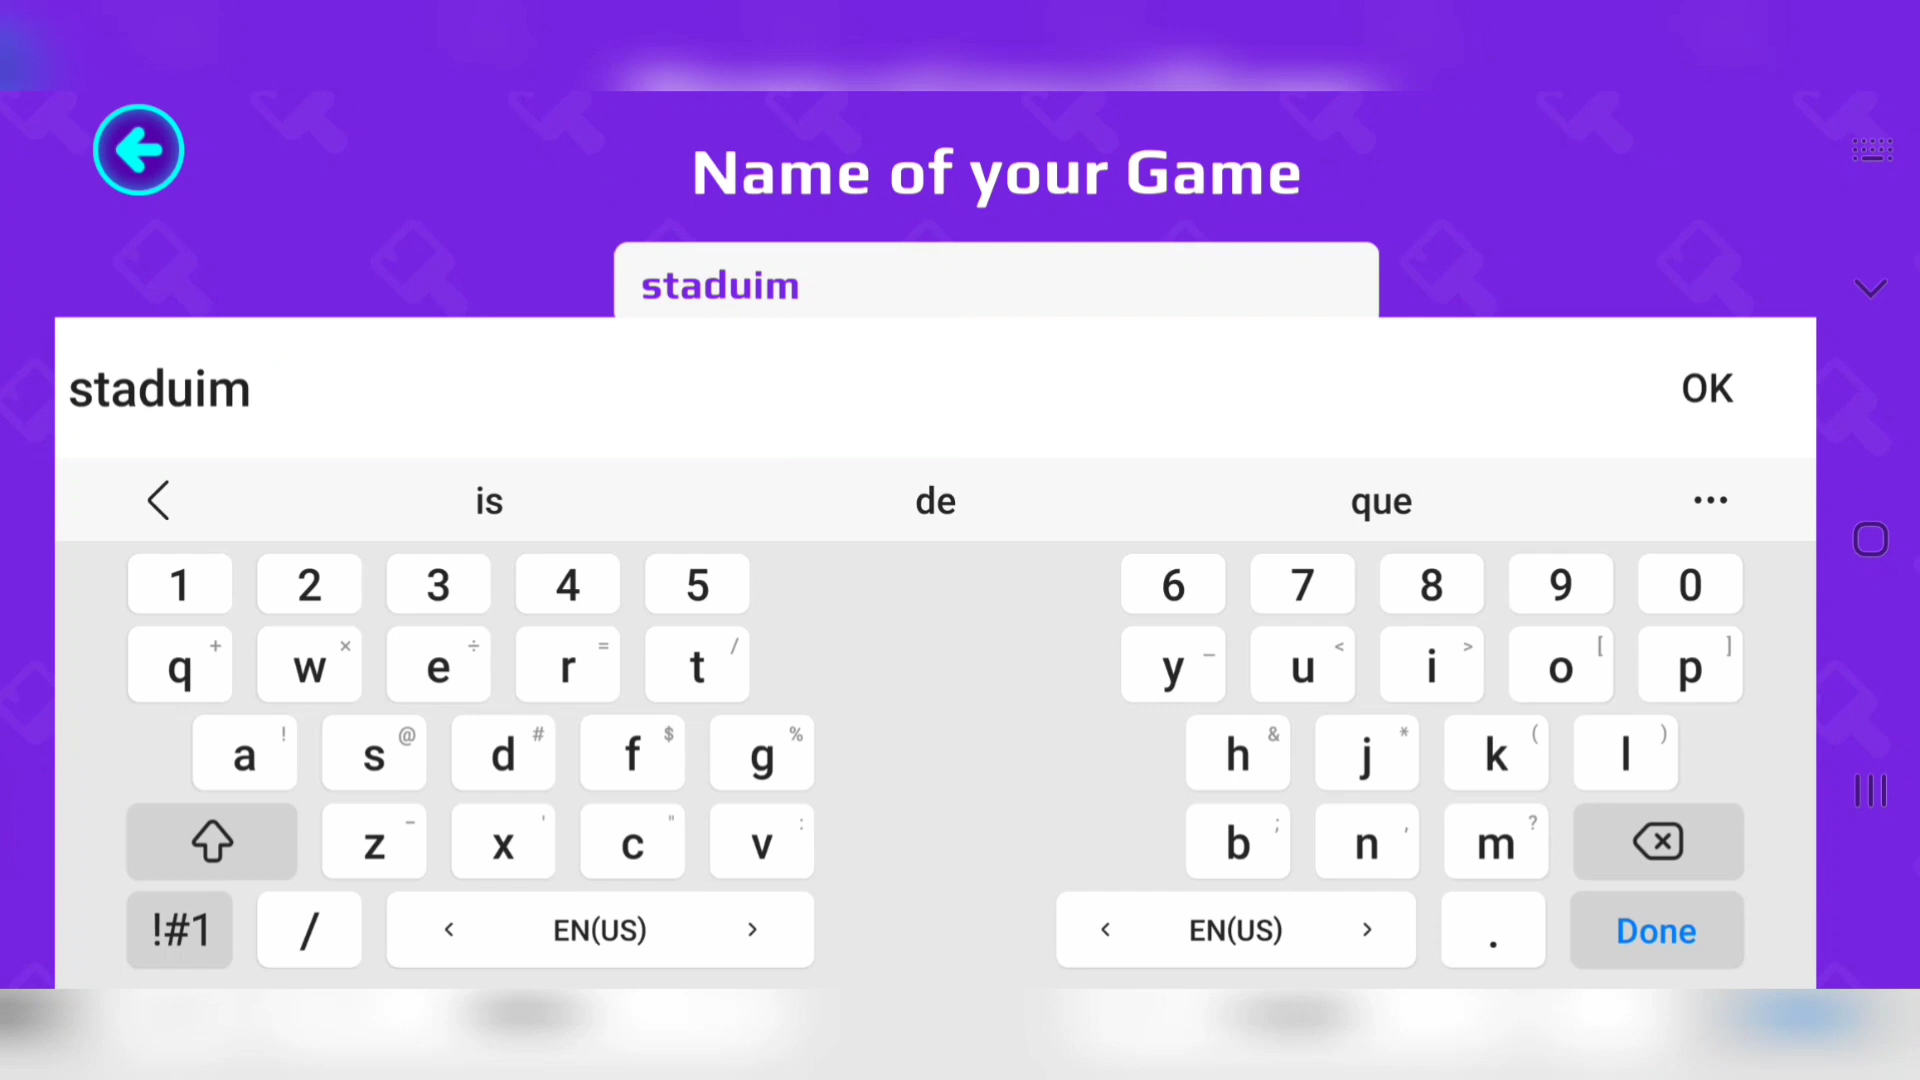 Name of your Game
staduim
staduim OK
is de que ...
1 2 3 4 5 6 7 8 9 0
q + w × e ÷ r = t / y _ u < i > o [ p ]
a ! s @ d # f $ g % h & j * k ( l )
z - x ' c " v : b ; n , m ?
!#1 / < EN(US) > < EN(US) > . Done